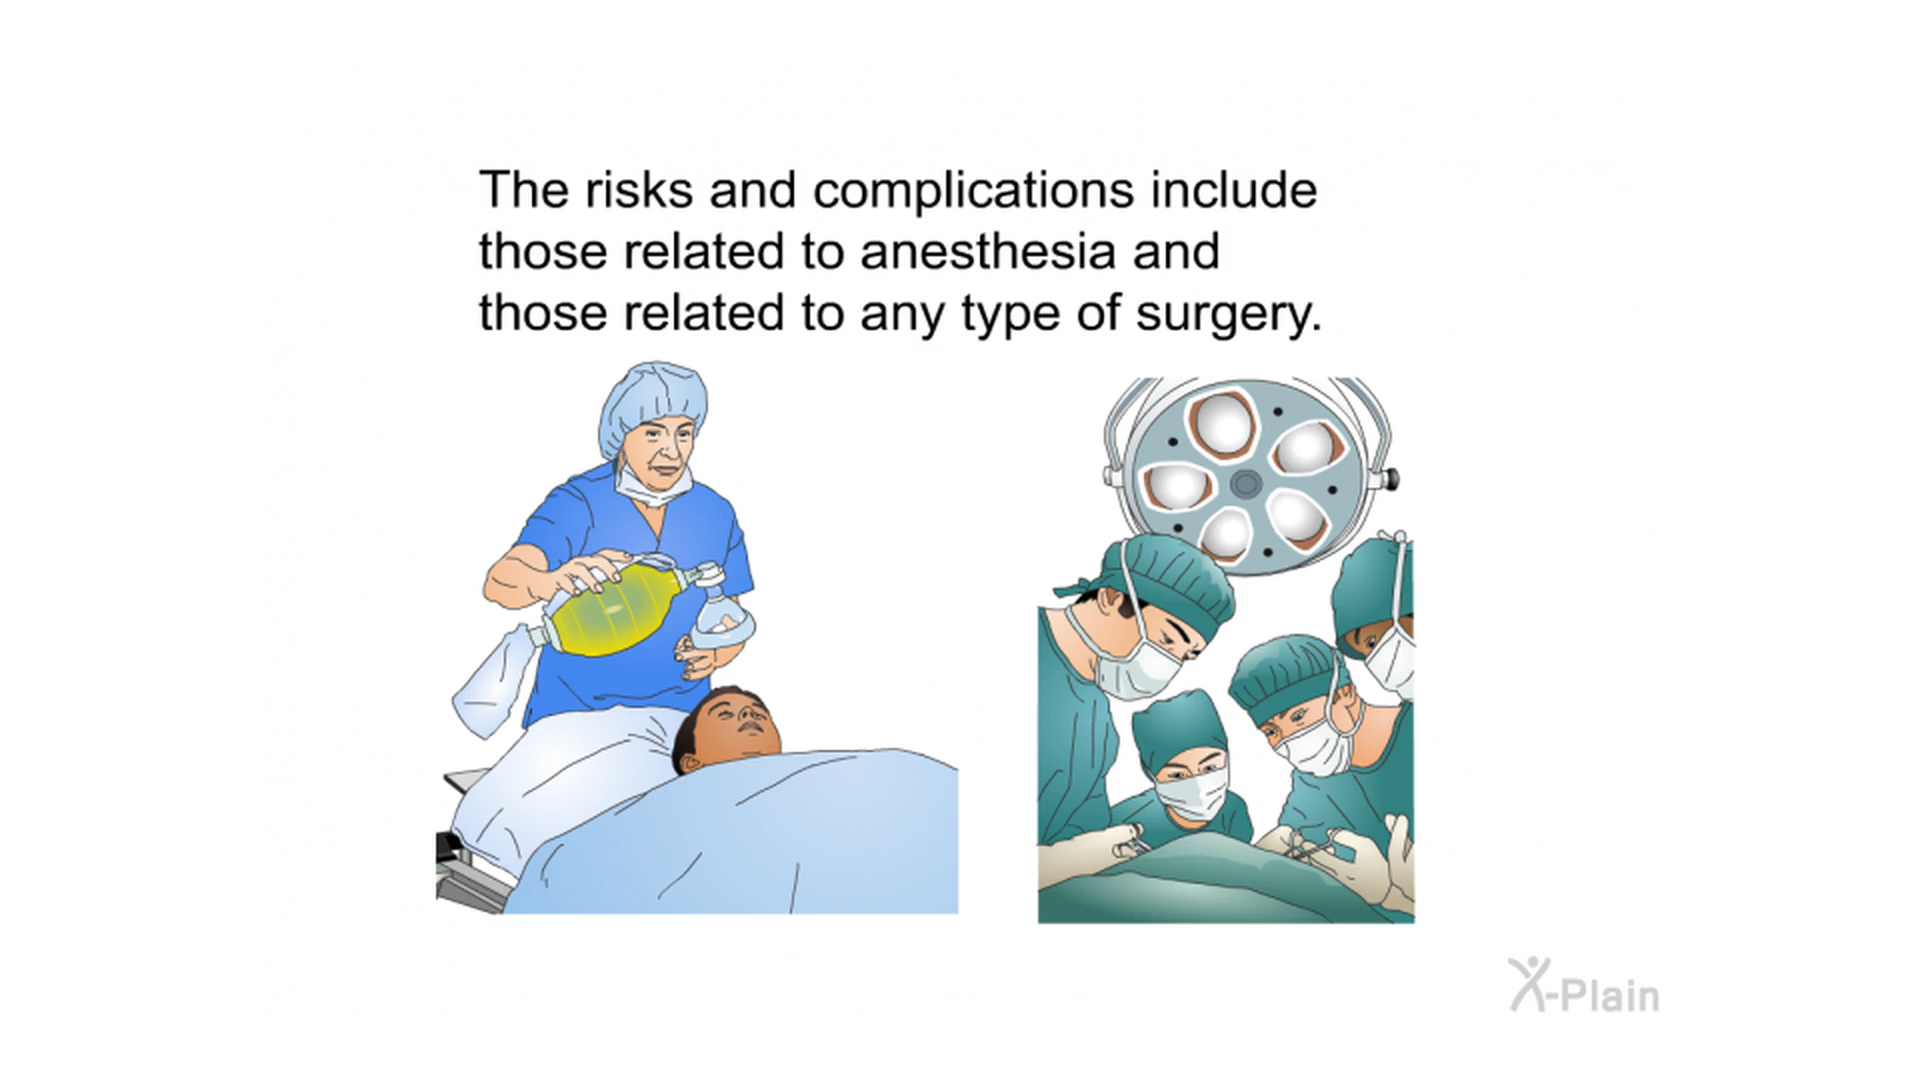 The risks and complications include
those related to anesthesia and
those related to any type of surgery.
X-Plain